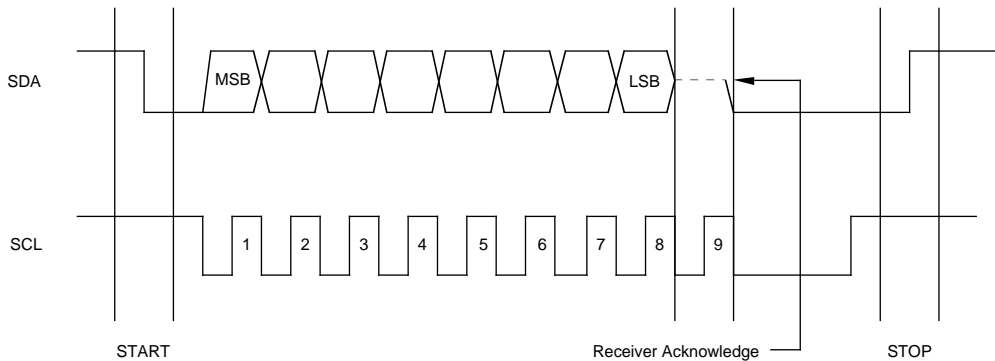 SDA
MSB
LSB
SCL
1 2 3 4 5 6 7 8 9
START
Receiver Acknowledge
STOP